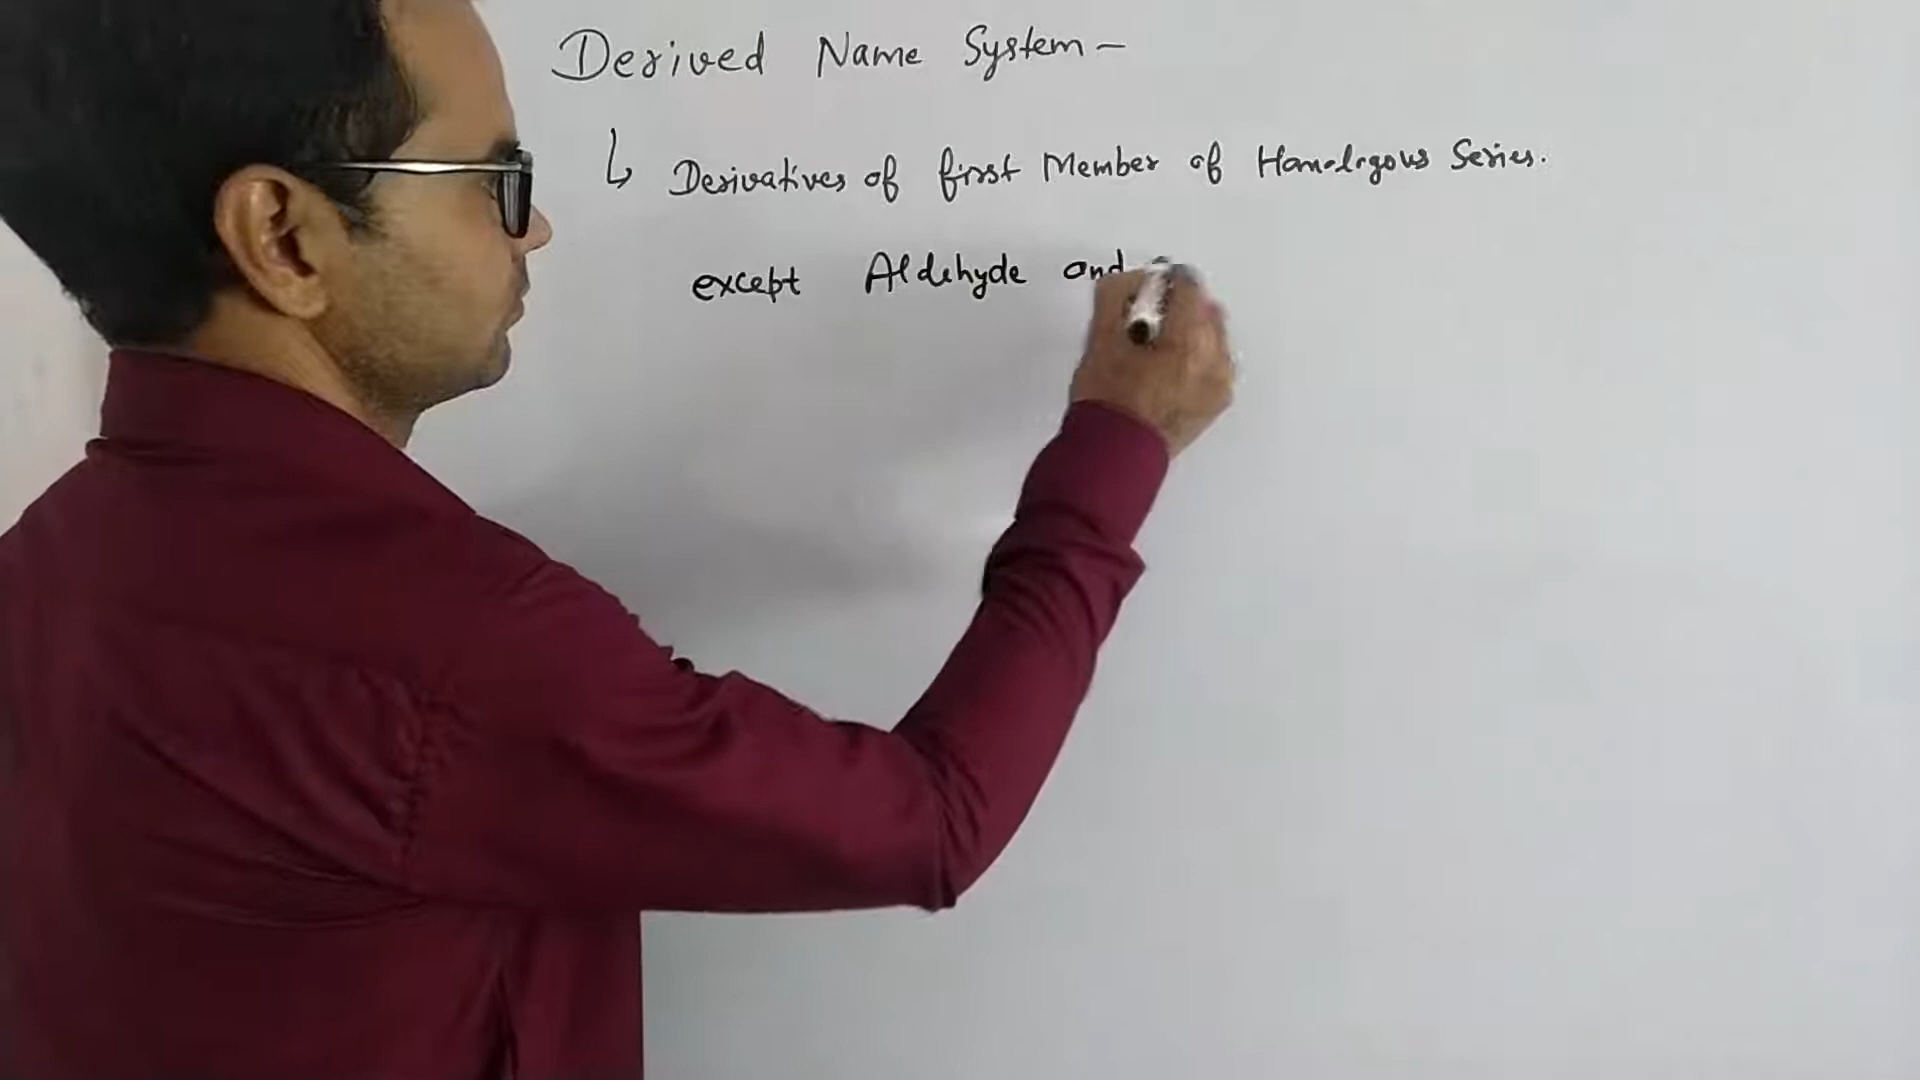 Derived Name System -
↳ Derivatives of first Member of Homologous Series.
except Aldehyde and